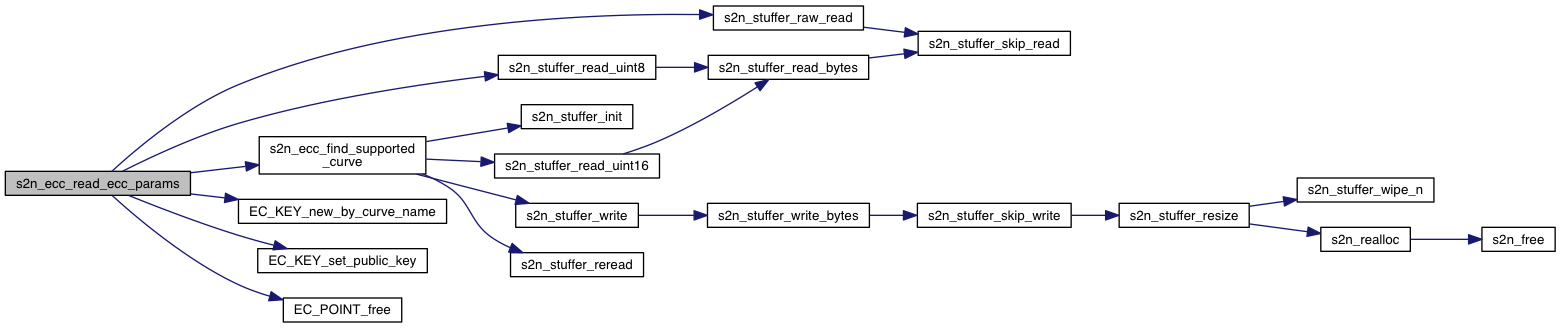 s2n_stuffer_raw_read
s2n_stuffer_skip_read
s2n_stuffer_read_uint8
s2n_stuffer_read_bytes
s2n_stuffer_init
s2n_ecc_find_supported
_curve
s2n_stuffer_read_uint16
s2n_ecc_read_ecc_params
s2n_stuffer_wipe_n
EC_KEY_new_by_curve_name
s2n_stuffer_write
s2n_stuffer_write_bytes
s2n_stuffer_skip_write
s2n_stuffer_resize
s2n_realloc
s2n_free
EC_KEY_set_public_key
s2n_stuffer_reread
EC_POINT_free